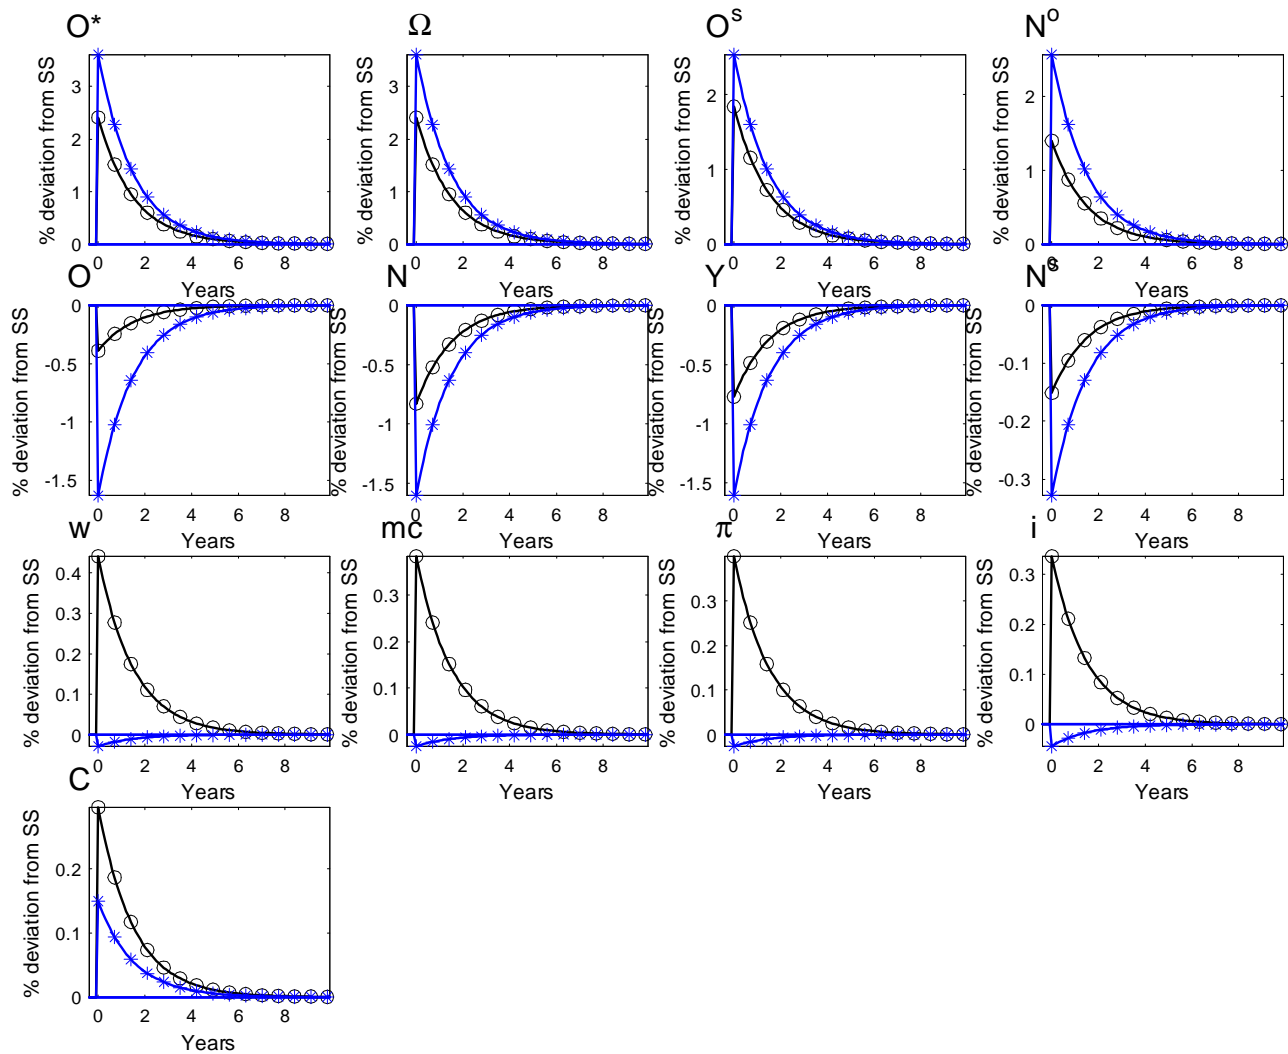 O* Ω Oˢ Nᵒ
% deviation from SS % deviation from SS % deviation from SS % deviation from SS
3 3 2 2
2 2 1 1
1 1 0 0
0 0
0 2 4 6 8 0 2 4 6 8 0 2 4 6 8 0 2 4 6 8
Years Years Years Years
O N Y Nˢ
% deviation from SS % deviation from SS % deviation from SS % deviation from SS
0 0 0 0
-0.5 -0.5 -0.5 -0.1
-1 -1 -1 -0.2
-1.5 -1.5 -1.5 -0.3
0 2 4 6 8 0 2 4 6 8 0 2 4 6 8 0 2 4 6 8
Years Years Years Years
w mc π i
% deviation from SS % deviation from SS % deviation from SS % deviation from SS
0.4 0.3 0.3 0.3
0.3 0.2 0.2 0.2
0.2 0.1 0.1 0.1
0.1 0 0 0
0
0 2 4 6 8 0 2 4 6 8 0 2 4 6 8 0 2 4 6 8
Years Years Years Years
C
% deviation from SS
0.2
0.1
0
0 2 4 6 8
Years